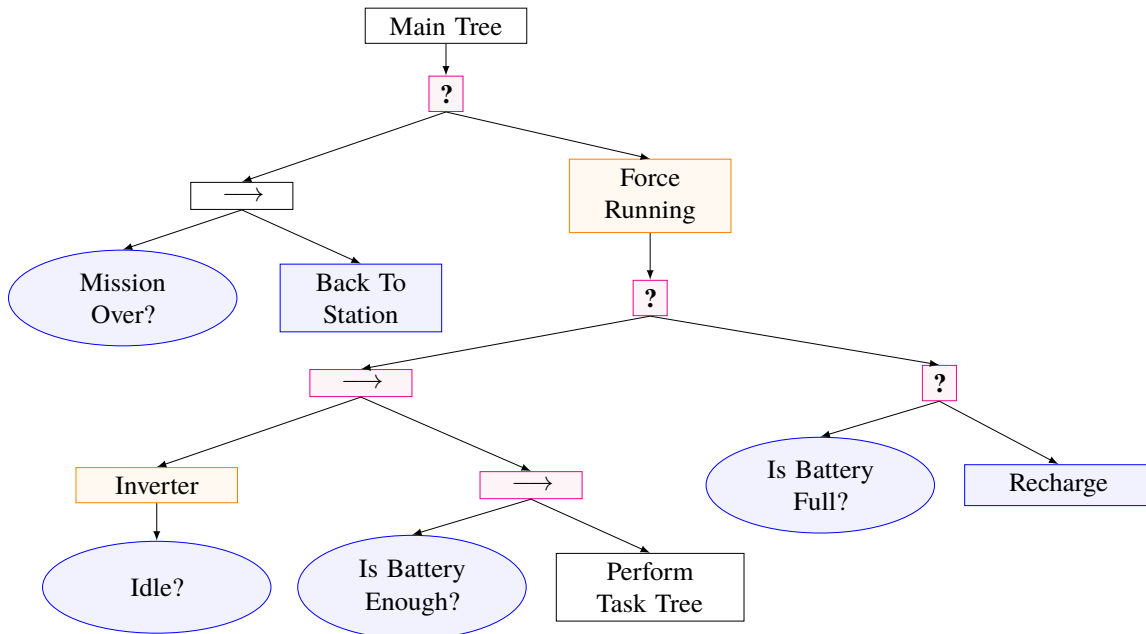 Main Tree
?
⟶
Force
Running
Mission
Over?
Back To
Station
?
⟶
?
Inverter
⟶
Is Battery
Full?
Recharge
Idle?
Is Battery
Enough?
Perform
Task Tree